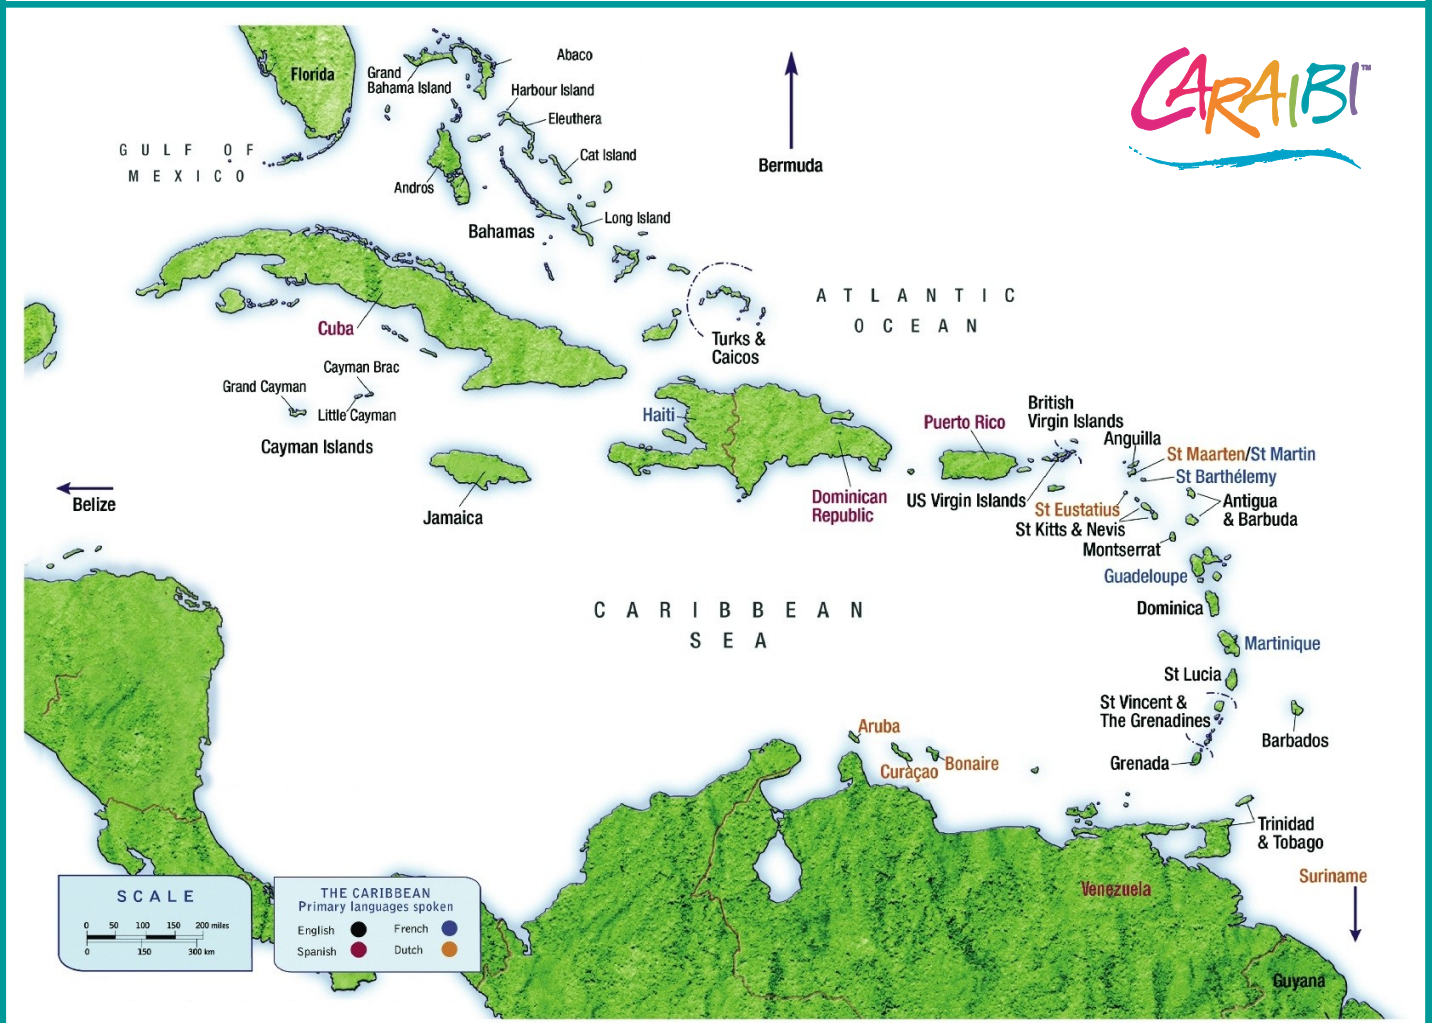 CARAIBI™
Florida
Grand
Bahama Island
Abaco
Harbour Island
Eleuthera
Cat Island
Andros
Long Island
Bahamas
GULF OF
MEXICO
Bermuda
ATLANTIC
OCEAN
Turks &
Caicos
Cuba
Cayman Brac
Grand Cayman
Little Cayman
Cayman Islands
Haiti
Dominican
Republic
Puerto Rico
British
Virgin Islands
Anguilla
St Maarten/St Martin
St Barthélemy
US Virgin Islands
St Eustatius
Antigua
& Barbuda
St Kitts & Nevis
Montserrat
Belize
Jamaica
Guadeloupe
Dominica
CARIBBEAN
SEA
Martinique
St Lucia
St Vincent &
The Grenadines
Barbados
Grenada
Aruba
Curaçao
Bonaire
Trinidad
& Tobago
Suriname
Venezuela
Guyana
SCALE
0 50 100 150 200 miles
0 150 300 km
THE CARIBBEAN
Primary languages spoken
English
French
Spanish
Dutch